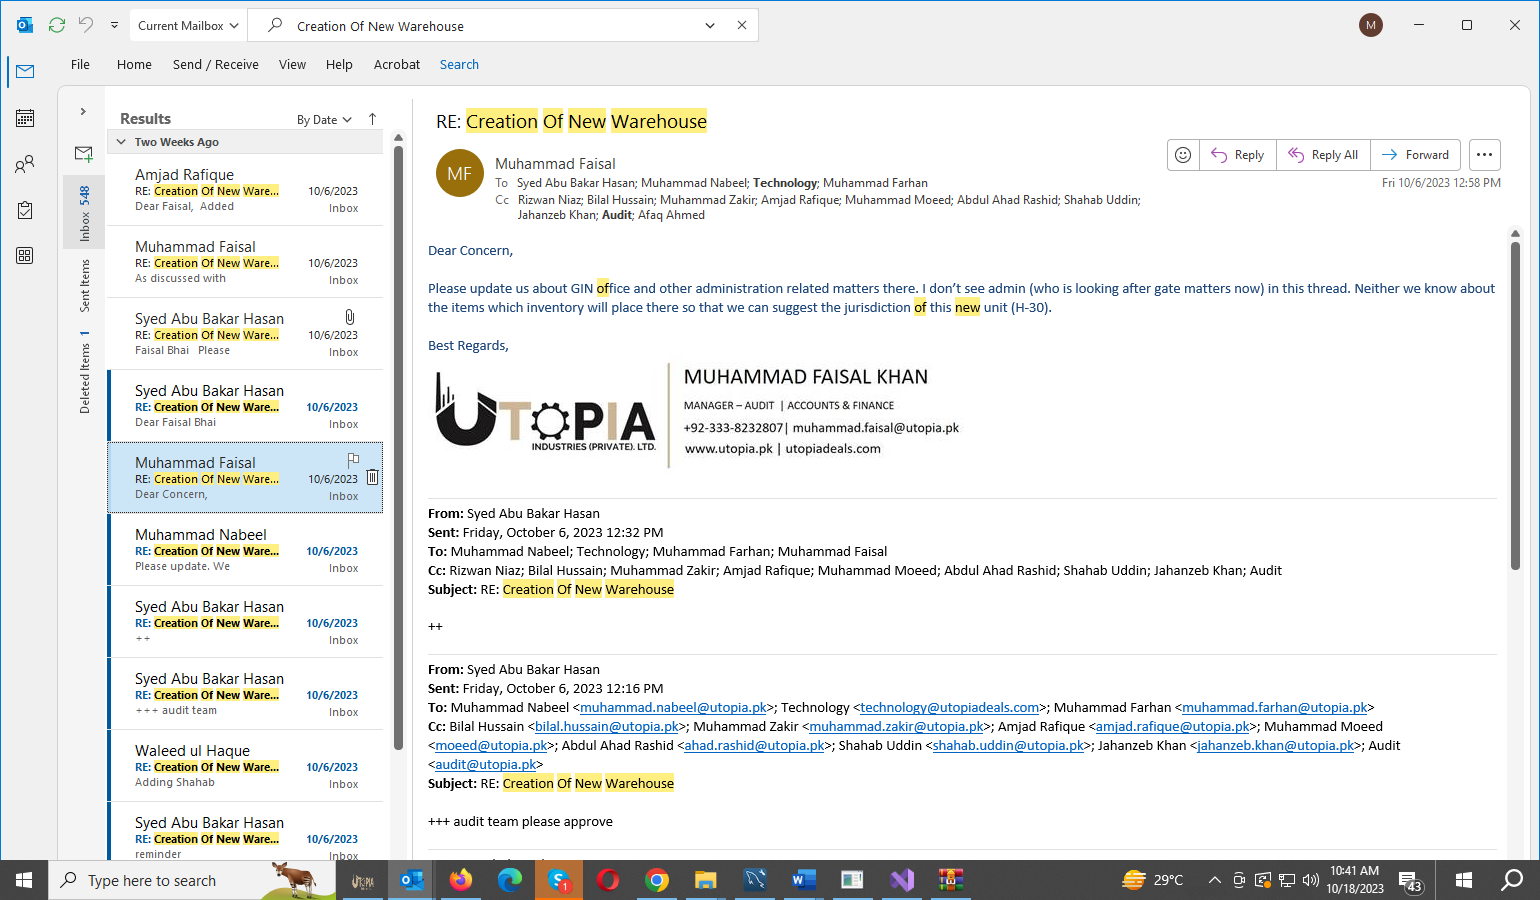 Current Mailbox
Creation Of New Warehouse
M
File Home Send / Receive View Help Acrobat Search
Results
By Date
Two Weeks Ago
Inbox 548
Sent Items
Deleted Items 1
Amjad Rafique
RE: Creation Of New Ware... 10/6/2023
Dear Faisal, Added Inbox
Muhammad Faisal
RE: Creation Of New Ware... 10/6/2023
As discussed with Inbox
Syed Abu Bakar Hasan
RE: Creation Of New Ware... 10/6/2023
Faisal Bhai Please Inbox
Syed Abu Bakar Hasan
RE: Creation Of New Ware... 10/6/2023
Dear Faisal Bhai Inbox
Muhammad Faisal
RE: Creation Of New Ware... 10/6/2023
Dear Concern, Inbox
Muhammad Nabeel
RE: Creation Of New Ware... 10/6/2023
Please update. We Inbox
Syed Abu Bakar Hasan
RE: Creation Of New Ware... 10/6/2023
++ Inbox
Syed Abu Bakar Hasan
RE: Creation Of New Ware... 10/6/2023
+++ audit team Inbox
Waleed ul Haque
RE: Creation Of New Ware... 10/6/2023
Adding Shahab Inbox
Syed Abu Bakar Hasan
RE: Creation Of New Ware... 10/6/2023
reminder Inbox
RE: Creation Of New Warehouse
MF
Muhammad Faisal
To Syed Abu Bakar Hasan; Muhammad Nabeel; Technology; Muhammad Farhan
Cc Rizwan Niaz; Bilal Hussain; Muhammad Zakir; Amjad Rafique; Muhammad Moeed; Abdul Ahad Rashid; Shahab Uddin;
Jahanzeb Khan; Audit; Afaq Ahmed
Reply Reply All Forward
Fri 10/6/2023 12:58 PM
Dear Concern,
Please update us about GIN office and other administration related matters there. I don’t see admin (who is looking after gate matters now) in this thread. Neither we know about
the items which inventory will place there so that we can suggest the jurisdiction of this new unit (H-30).
Best Regards,
UTOPIA
INDUSTRIES (PRIVATE). LTD.
MUHAMMAD FAISAL KHAN
MANAGER – AUDIT | ACCOUNTS & FINANCE
+92-333-8232807| muhammad.faisal@utopia.pk
www.utopia.pk | utopiadeals.com
From: Syed Abu Bakar Hasan
Sent: Friday, October 6, 2023 12:32 PM
To: Muhammad Nabeel; Technology; Muhammad Farhan; Muhammad Faisal
Cc: Rizwan Niaz; Bilal Hussain; Muhammad Zakir; Amjad Rafique; Muhammad Moeed; Abdul Ahad Rashid; Shahab Uddin; Jahanzeb Khan; Audit
Subject: RE: Creation Of New Warehouse
++
From: Syed Abu Bakar Hasan
Sent: Friday, October 6, 2023 12:16 PM
To: Muhammad Nabeel <muhammad.nabeel@utopia.pk>; Technology <technology@utopiadeals.com>; Muhammad Farhan <muhammad.farhan@utopia.pk>
Cc: Bilal Hussain <bilal.hussain@utopia.pk>; Muhammad Zakir <muhammad.zakir@utopia.pk>; Amjad Rafique <amjad.rafique@utopia.pk>; Muhammad Moeed
<moeed@utopia.pk>; Abdul Ahad Rashid <ahad.rashid@utopia.pk>; Shahab Uddin <shahab.uddin@utopia.pk>; Jahanzeb Khan <jahanzeb.khan@utopia.pk>; Audit
<audit@utopia.pk>
Subject: RE: Creation Of New Warehouse
+++ audit team please approve
Type here to search
UTOPIA
1
29°C
10:41 AM
10/18/2023
43